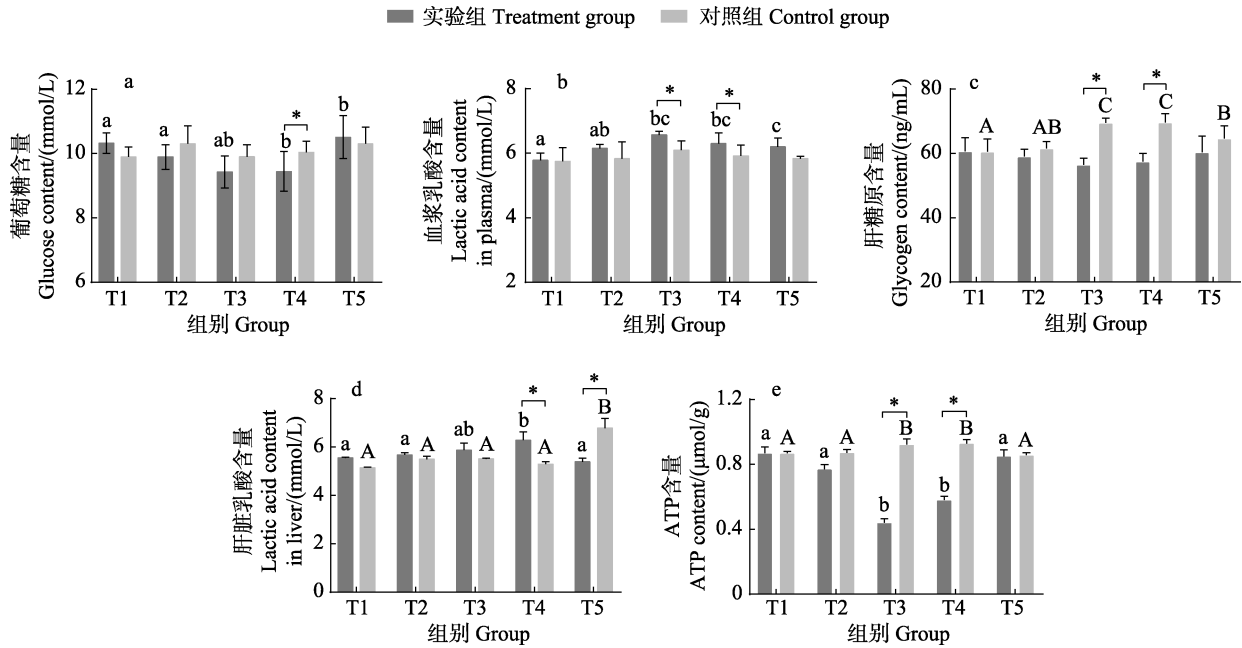 实验组 Treatment group 对照组 Control group
a
葡萄糖含量
Glucose content/(mmol/L)
12
10
8
6
a a ab b b
*
T1 T2 T3 T4 T5
组别 Group
b
血浆乳酸含量
Lactic acid content
in plasma/(mmol/L)
8
6
4
2
a ab bc bc c
* *
T1 T2 T3 T4 T5
组别 Group
c
肝糖原含量
Glycogen content/(ng/mL)
100
80
60
40
20
A AB C C B
* *
T1 T2 T3 T4 T5
组别 Group
d
肝脏乳酸含量
Lactic acid content
in liver/(mmol/L)
8
6
4
2
0
a A a A ab A b A a B
* *
T1 T2 T3 T4 T5
组别 Group
e
ATP含量
ATP content/(μmol/g)
1.2
0.8
0.4
0
a A a A b B b B a A
* *
T1 T2 T3 T4 T5
组别 Group